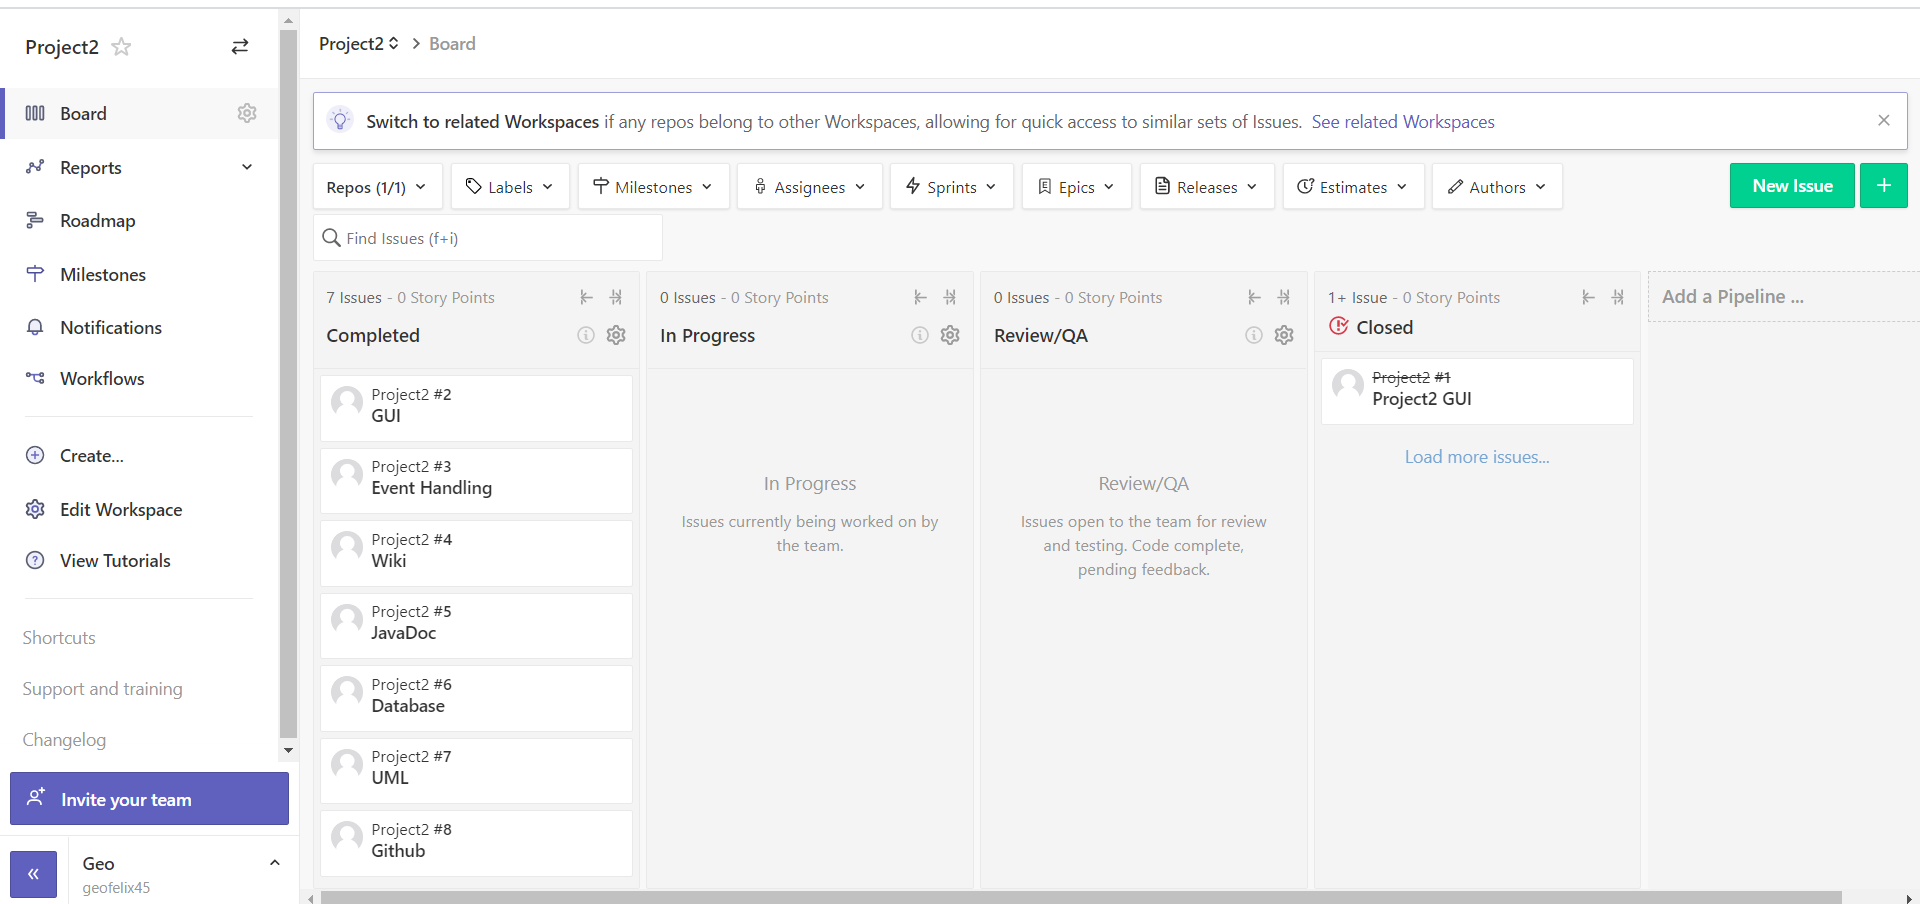 Project2
Board
Reports
Roadmap
Milestones
Notifications
Workflows
Create...
Edit Workspace
View Tutorials
Shortcuts
Support and training
Changelog
Invite your team
Geo
geofelix45
Project2 > Board
Switch to related Workspaces if any repos belong to other Workspaces, allowing for quick access to similar sets of Issues. See related Workspaces
Repos (1/1) Labels Milestones Assignees Sprints Epics Releases Estimates Authors New Issue +
Find Issues (f+i)
7 Issues - 0 Story Points
Completed
Project2 #2
GUI
Project2 #3
Event Handling
Project2 #4
Wiki
Project2 #5
JavaDoc
Project2 #6
Database
Project2 #7
UML
Project2 #8
Github
0 Issues - 0 Story Points
In Progress
In Progress
Issues currently being worked on by
the team.
0 Issues - 0 Story Points
Review/QA
Review/QA
Issues open to the team for review
and testing. Code complete,
pending feedback.
1+ Issue - 0 Story Points
Closed
Project2 #1
Project2 GUI
Load more issues...
Add a Pipeline ...